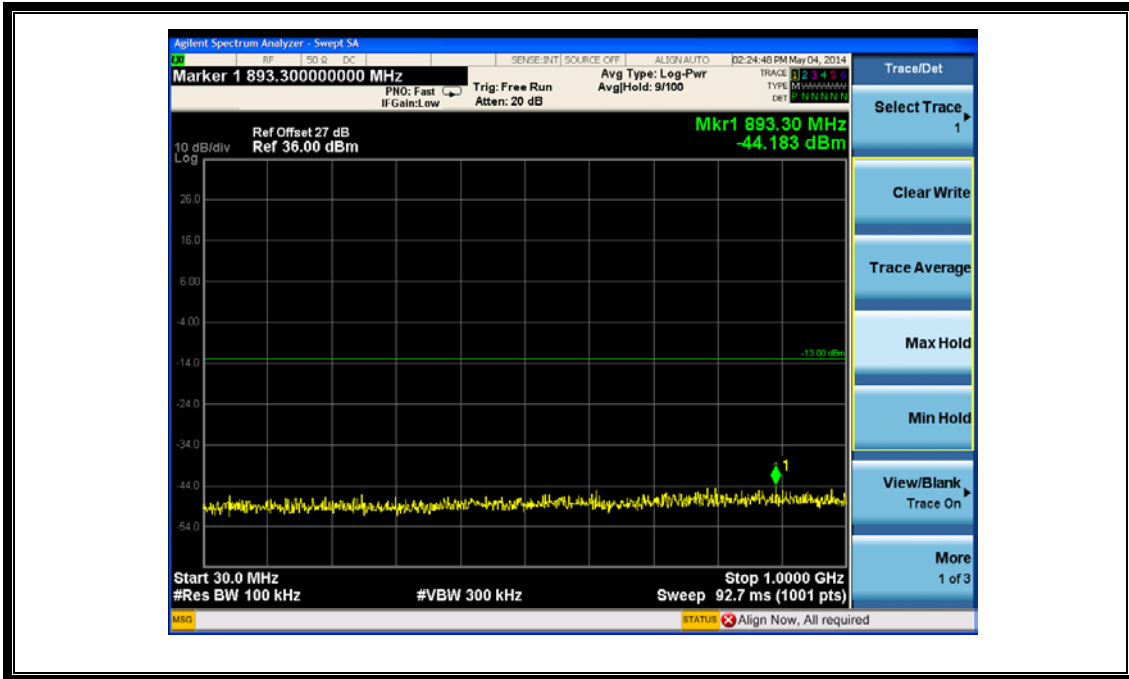 Agilent Spectrum Analyzer - Swept SA
LXI RF 50 Ω DC SENSE:INT SOURCE OFF ALIGN AUTO 02:24:48 PM May 04, 2014
Marker 1 893.300000000 MHz
PNO: Fast
IFGain:Low
Trig: Free Run
Atten: 20 dB
Avg Type: Log-Pwr
Avg|Hold: 9/100
TRACE 1 2 3 4 5 6
TYPE M
DET P N N N N N
Ref Offset 27 dB
10 dB/div Ref 36.00 dBm
Log
Mkr1 893.30 MHz
-44.183 dBm
26.0
16.0
6.00
-4.00
-13.00 dBm
-14.0
-24.0
-34.0
1
-44.0
-54.0
Start 30.0 MHz
Stop 1.0000 GHz
#Res BW 100 kHz
#VBW 300 kHz
Sweep 92.7 ms (1001 pts)
MSG
STATUS Align Now, All required
Trace/Det
Select Trace
1
Clear Write
Trace Average
Max Hold
Min Hold
View/Blank
Trace On
More
1 of 3